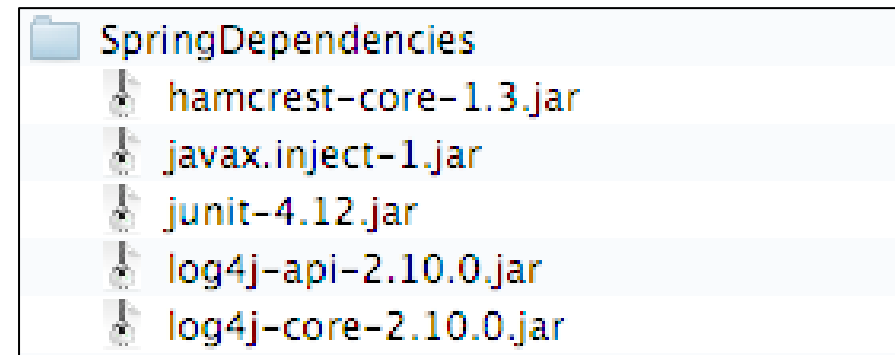 SpringDependencies
hamcrest-core-1.3.jar
javax.inject-1.jar
junit-4.12.jar
log4j-api-2.10.0.jar
log4j-core-2.10.0.jar